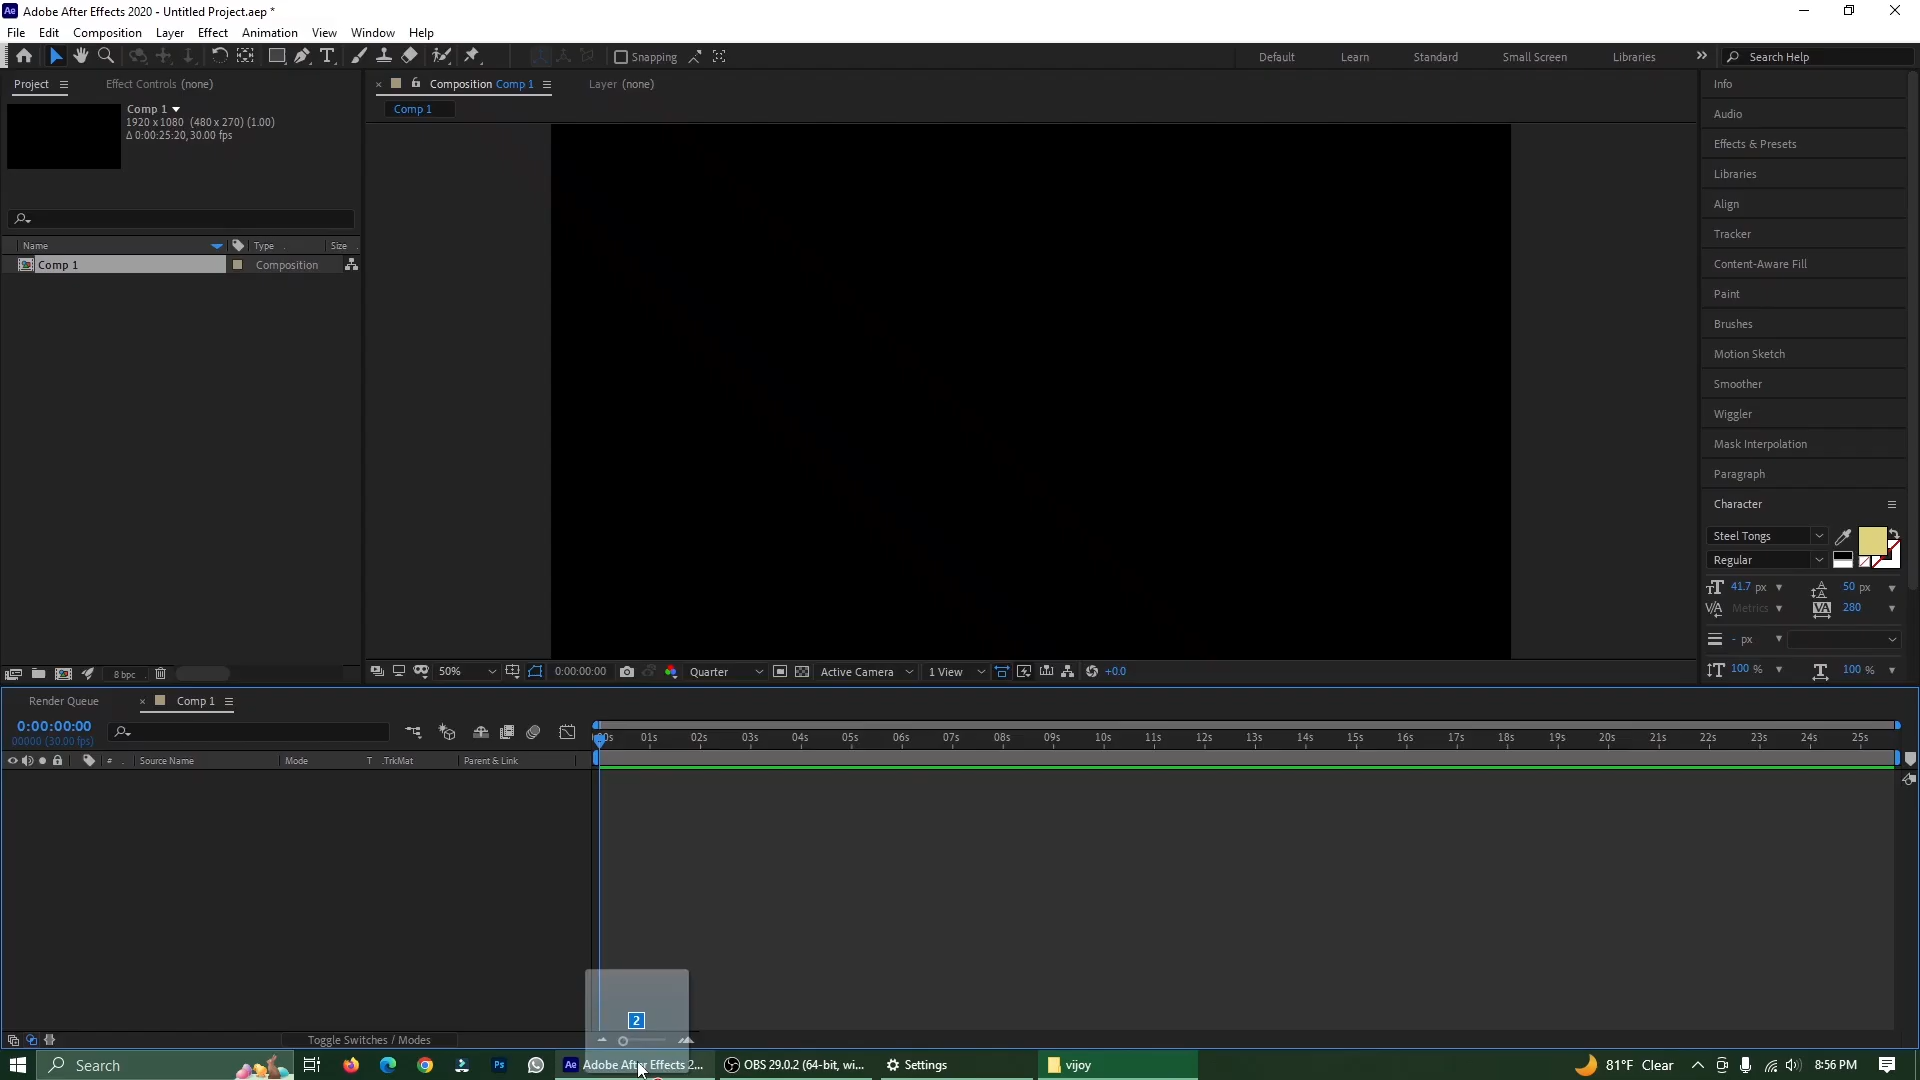 Adobe After Effects 2020 - Untitled Project.aep *
File Edit Composition Layer Effect Animation View Window Help
Snapping
Default Learn Standard Small Screen Libraries
Search Help
Project
Effect Controls (none)
Composition Comp 1
Layer (none)
Comp 1
1920 x 1080 (480 x 270) (1.00)
Δ 0:00:25:20, 30.00 fps
Comp 1
Name Type Size
Comp 1 Composition
8 bpc
50%
0:00:00:00
Quarter
Active Camera
1 View
+0.0
Info
Audio
Effects & Presets
Libraries
Align
Tracker
Content-Aware Fill
Paint
Brushes
Motion Sketch
Smoother
Wiggler
Mask Interpolation
Paragraph
Character
Steel Tongs
Regular
41.7 px 50 px
Metrics 280
- px
100 % 100 %
Render Queue
Comp 1
0:00:00:00
00000 (30.00 fps)
01s 02s 03s 04s 05s 06s 07s 08s 09s 10s 11s 12s 13s 14s 15s 16s 17s 18s 19s 20s 21s 22s 23s 24s 25s
# Source Name Mode T .TrkMat Parent & Link
2
Toggle Switches / Modes
Search
Adobe After Effects 2...
OBS 29.0.2 (64-bit, wi...
Settings
vijoy
81°F Clear
8:56 PM